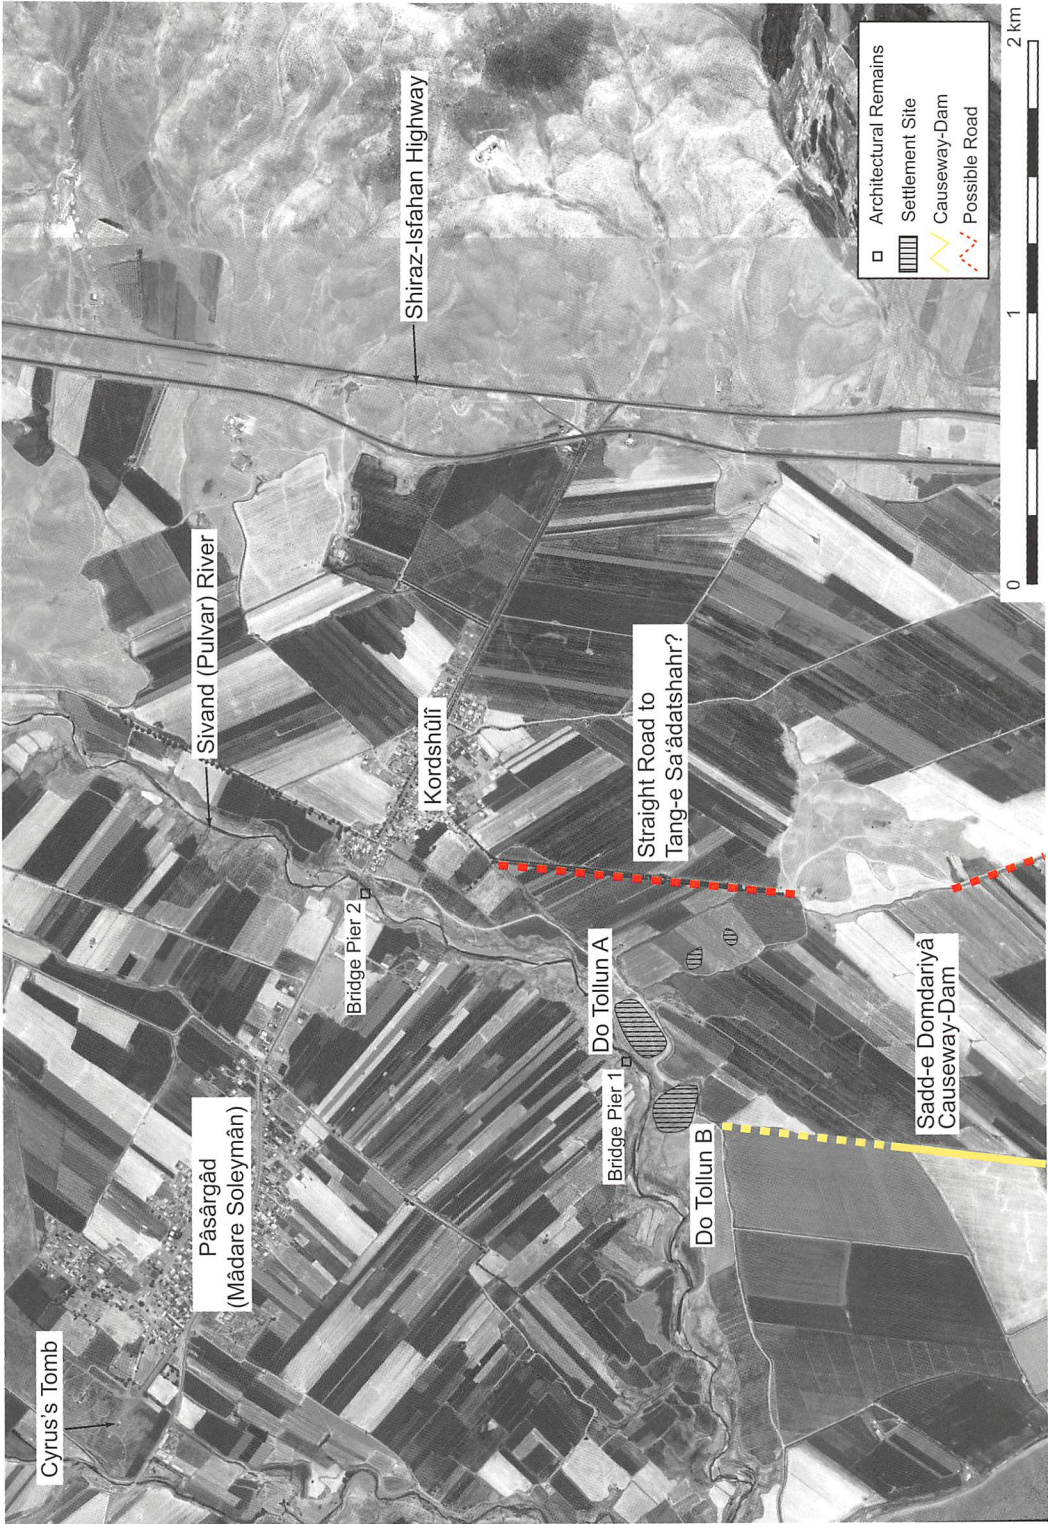 Cyrus's Tomb
Pâsârgâd
(Mâdare Soleymân)
Sivand (Pulvar) River
Shiraz-Isfahan Highway
Bridge Pier 2
Kordshûlî
Bridge Pier 1
Do Tollun A
Do Tollun B
Straight Road to
Tang-e Sa‘âdatshahr?
Sadd-e Domdariyâ
Causeway-Dam
Architectural Remains
Settlement Site
Causeway-Dam
Possible Road
0
1
2 km